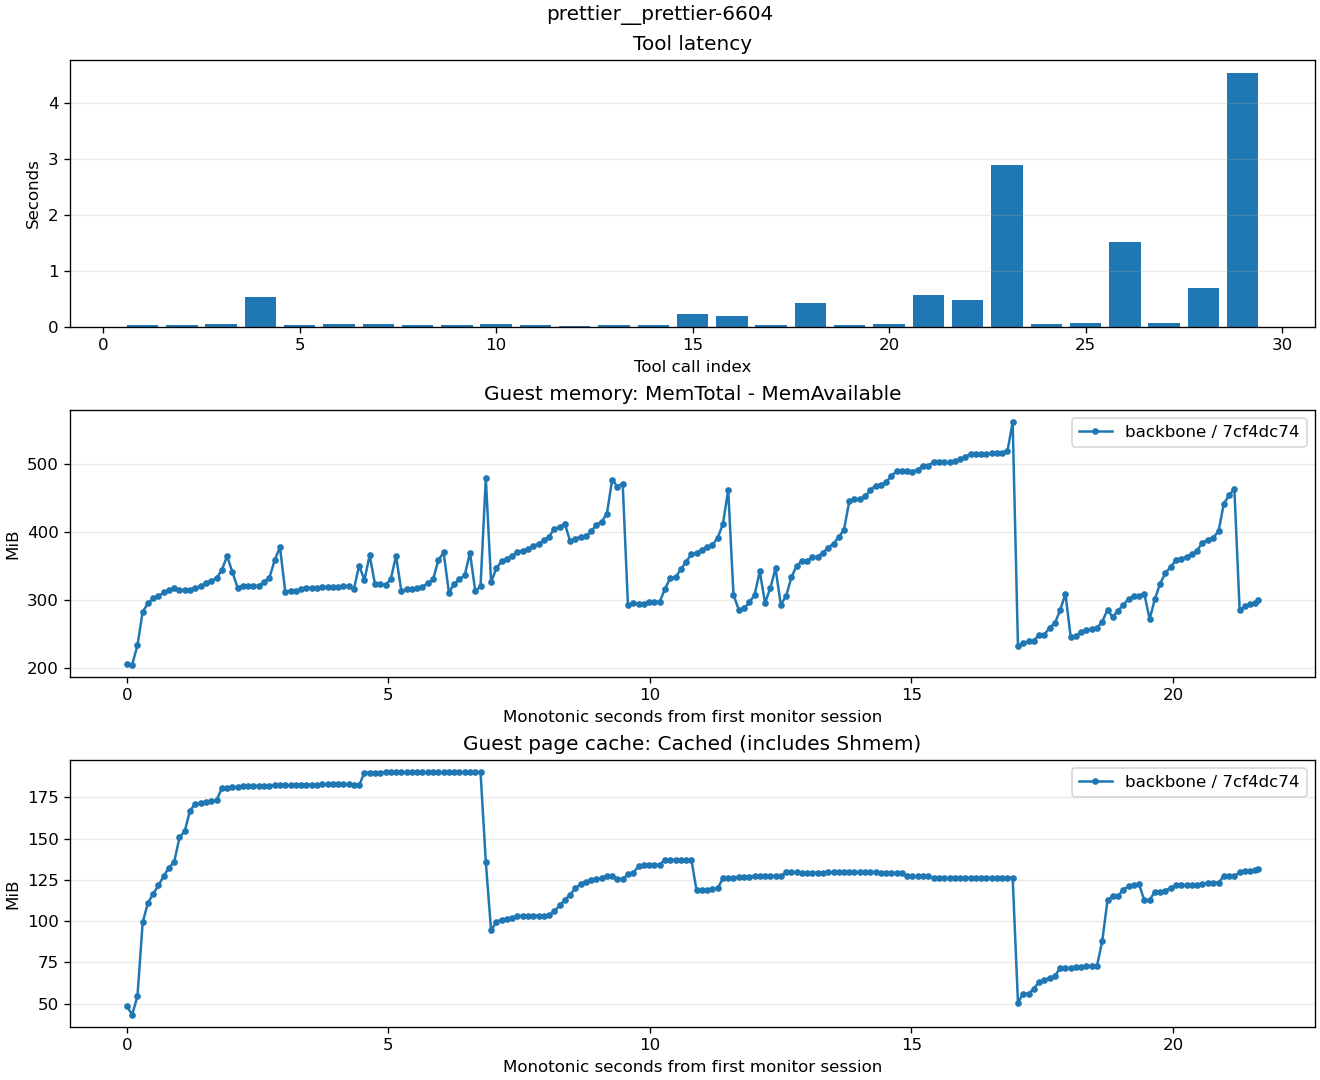 prettier__prettier-6604
Tool latency
Seconds
4
3
2
1
0
0 5 10 15 20 25 30
Tool call index
Guest memory: MemTotal - MemAvailable
MiB
500
400
300
200
backbone / 7cf4dc74
0 5 10 15 20
Monotonic seconds from first monitor session
Guest page cache: Cached (includes Shmem)
MiB
175
150
125
100
75
50
backbone / 7cf4dc74
0 5 10 15 20
Monotonic seconds from first monitor session